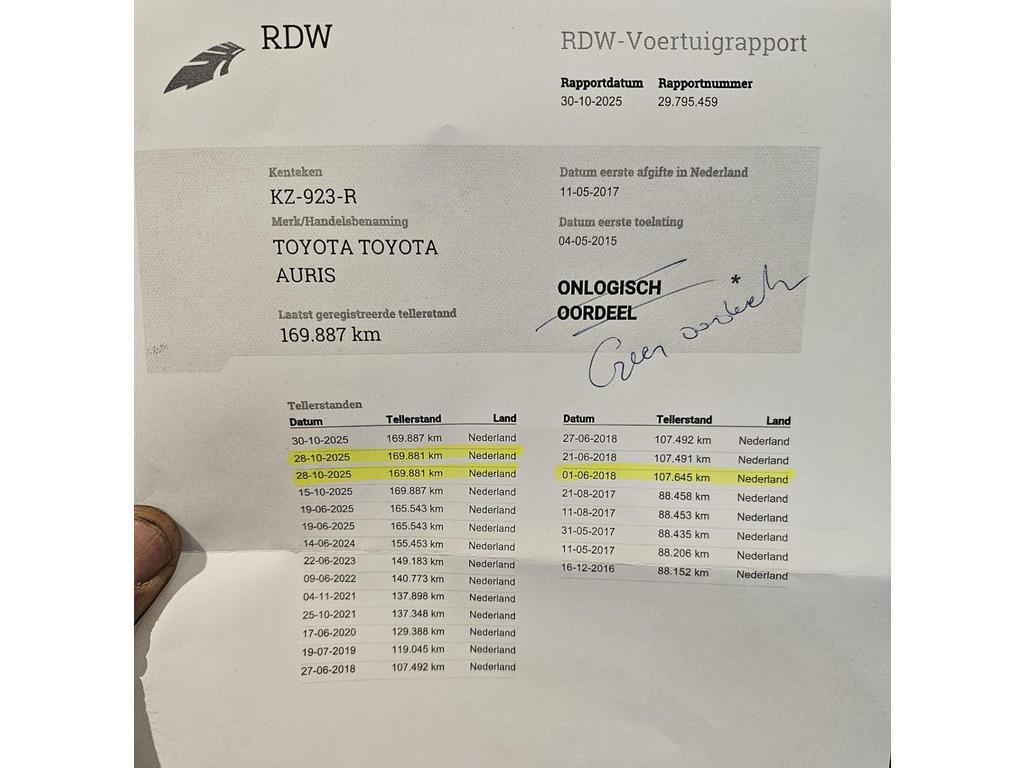 RDW
RDW-Voertuigrapport
Rapportdatum Rapportnummer
30-10-2025 29.795.459
Kenteken
KZ-923-R
Merk/Handelsbenaming
TOYOTA TOYOTA
AURIS
Laatst geregistreerde tellerstand
169.887 km
Datum eerste afgifte in Nederland
11-05-2017
Datum eerste toelating
04-05-2015
ONLOGISCH *
OORDEEL
Geen oordeel
Tellerstanden
Datum Tellerstand Land
30-10-2025 169.887 km Nederland
28-10-2025 169.881 km Nederland
28-10-2025 169.881 km Nederland
15-10-2025 169.887 km Nederland
19-06-2025 165.543 km Nederland
19-06-2025 165.543 km Nederland
14-06-2024 155.453 km Nederland
22-06-2023 149.183 km Nederland
09-06-2022 140.773 km Nederland
04-11-2021 137.898 km Nederland
25-10-2021 137.348 km Nederland
17-06-2020 129.388 km Nederland
19-07-2019 119.045 km Nederland
27-06-2018 107.492 km Nederland
Datum Tellerstand Land
27-06-2018 107.492 km Nederland
21-06-2018 107.491 km Nederland
01-06-2018 107.645 km Nederland
21-08-2017 88.458 km Nederland
11-08-2017 88.453 km Nederland
31-05-2017 88.435 km Nederland
11-05-2017 88.206 km Nederland
16-12-2016 88.152 km Nederland